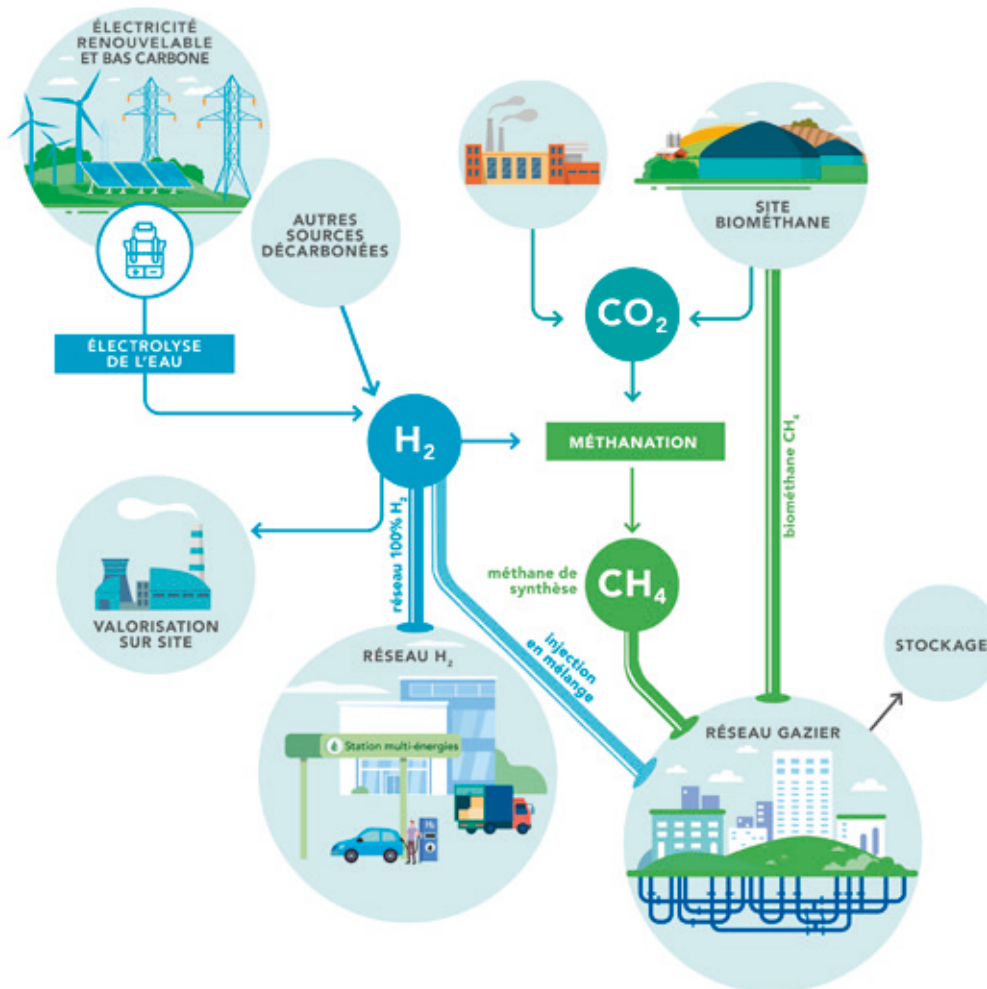 ÉLECTRICITÉ
RENOUVELABLE
ET BAS CARBONE
AUTRES
SOURCES
DÉCARBONÉES
SITE
BIOMÉTHANE
CO₂
ÉLECTROLYSE
DE L'EAU
H₂
MÉTHANATION
biométhane CH₄
réseau 100% H₂
méthane de
synthèse
CH₄
VALORISATION
SUR SITE
injection
en mélange
STOCKAGE
RÉSEAU H₂
Station multi-énergies
H₂
RÉSEAU GAZIER